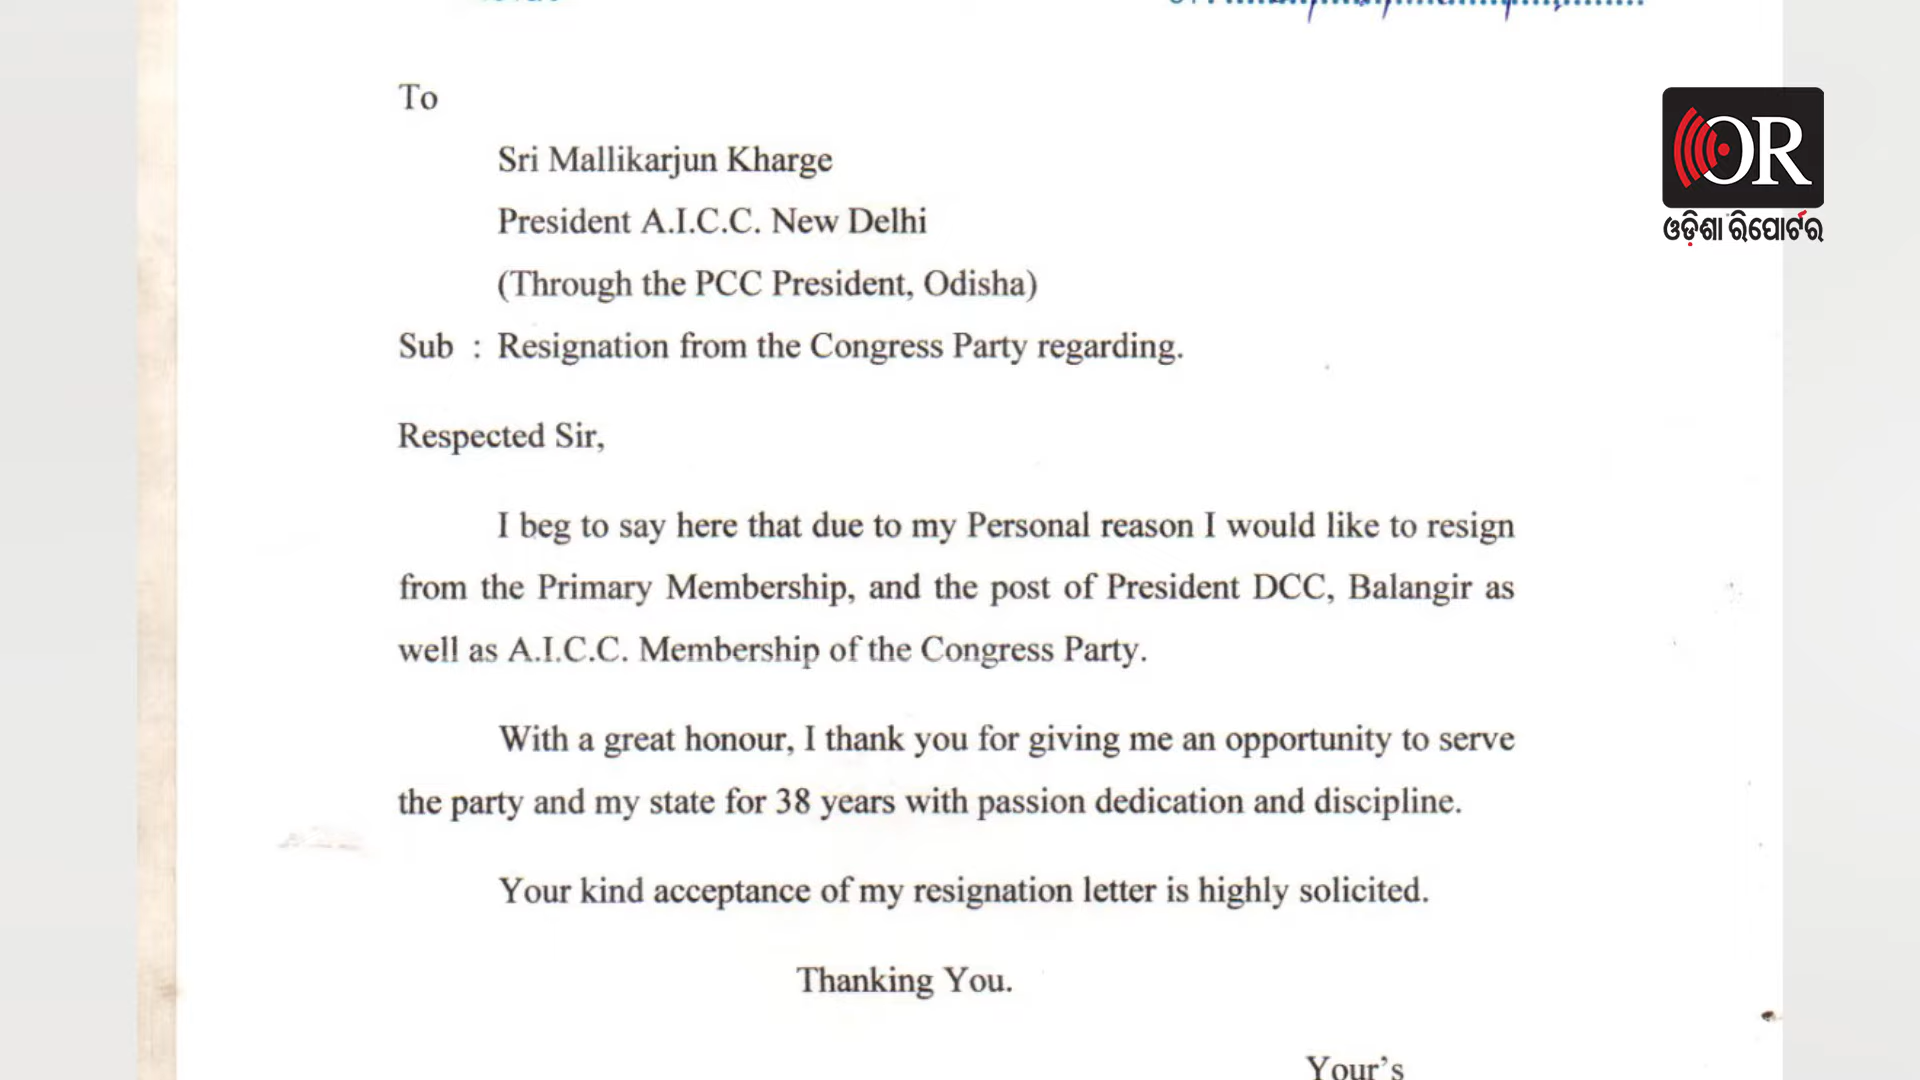 To
Sri Mallikarjun Kharge
President A.I.C.C. New Delhi
(Through the PCC President, Odisha)
Sub : Resignation from the Congress Party regarding.
Respected Sir,
I beg to say here that due to my Personal reason I would like to resign
from the Primary Membership, and the post of President DCC, Balangir as
well as A.I.C.C. Membership of the Congress Party.
With a great honour, I thank you for giving me an opportunity to serve
the party and my state for 38 years with passion dedication and discipline.
Your kind acceptance of my resignation letter is highly solicited.
Thanking You.
Your's
OR
ଓଡ଼ିଶା ରିପୋର୍ଟର